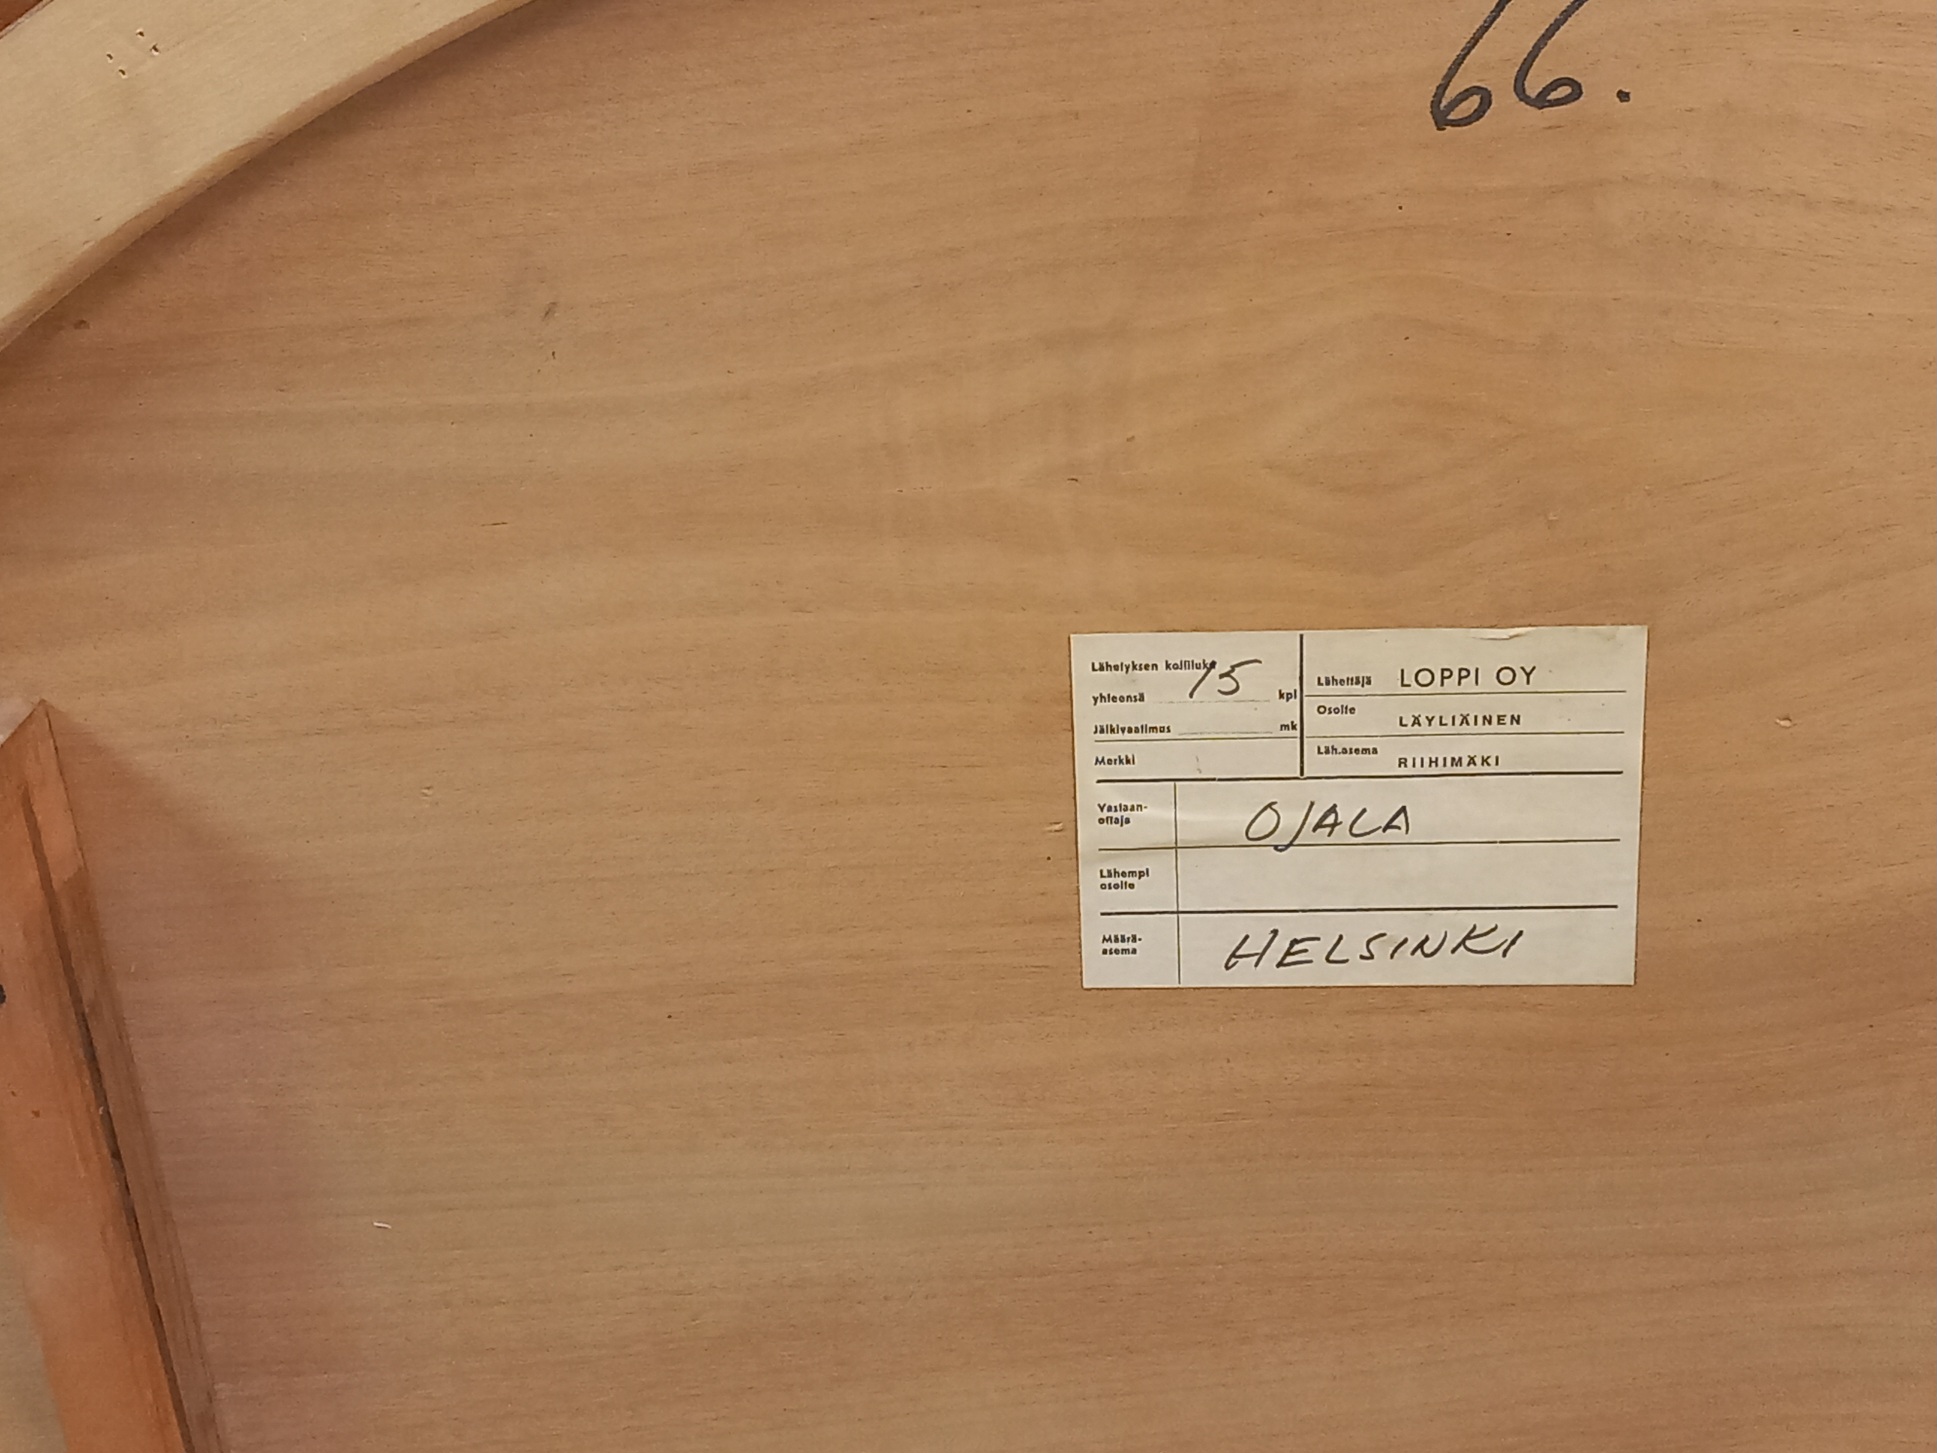 66.
Lähetyksen kolliluku
yhteensä 15 kpl
Jälkivaatimus mk
Merkki
Lähettäjä LOPPI OY
Osoite LÄYLIÄINEN
Läh.asema RIIHIMÄKI
Vastaan-
ottaja OJALA
Lähempi
osoite
Määrä-
asema HELSINKI